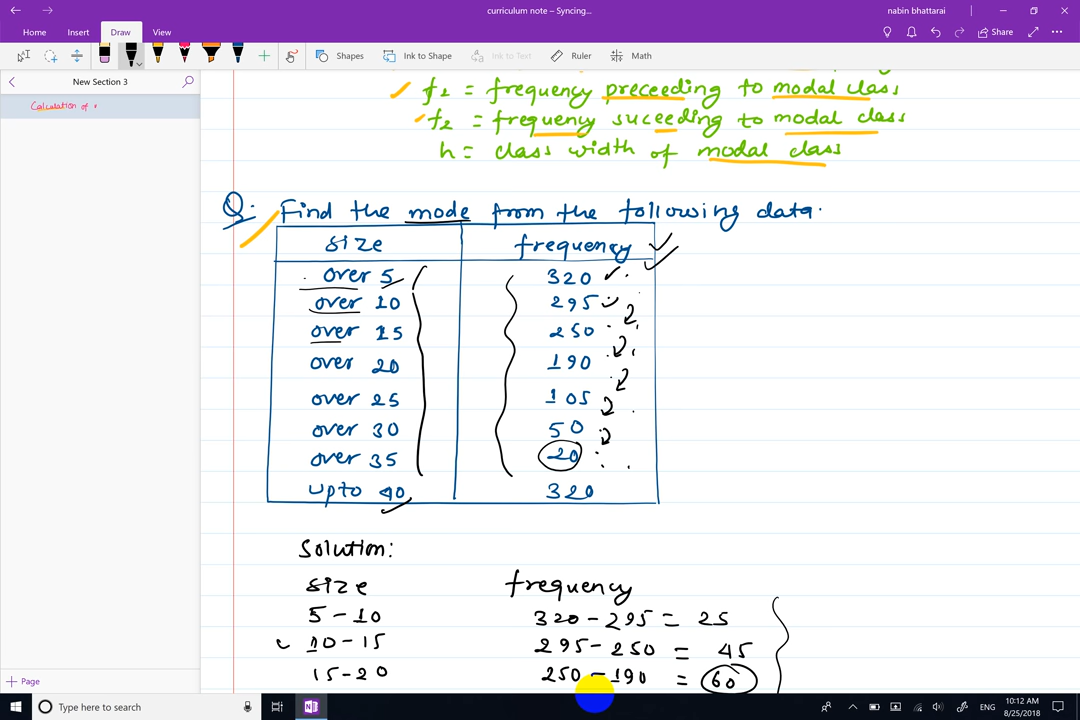 curriculum note – Syncing...
nabin bhattarai
Home Insert Draw View
Share
Shapes Ink to Shape Ink to Text Ruler Math
New Section 3
Calculation of
f1 = frequency preceeding to modal class
f2 = frequency suceeding to modal class
h = class width of modal class
Q. Find the mode from the following data.
size frequency
over 5 320
over 10 295
over 15 250
over 20 190
over 25 105
over 30 50
over 35 20
upto 40 320
Solution:
size frequency
5 - 10 320 - 295 = 25
10 - 15 295 - 250 = 45
15 - 20 250 - 190 = 60
Page
Type here to search
ENG
10:12 AM
8/25/2018